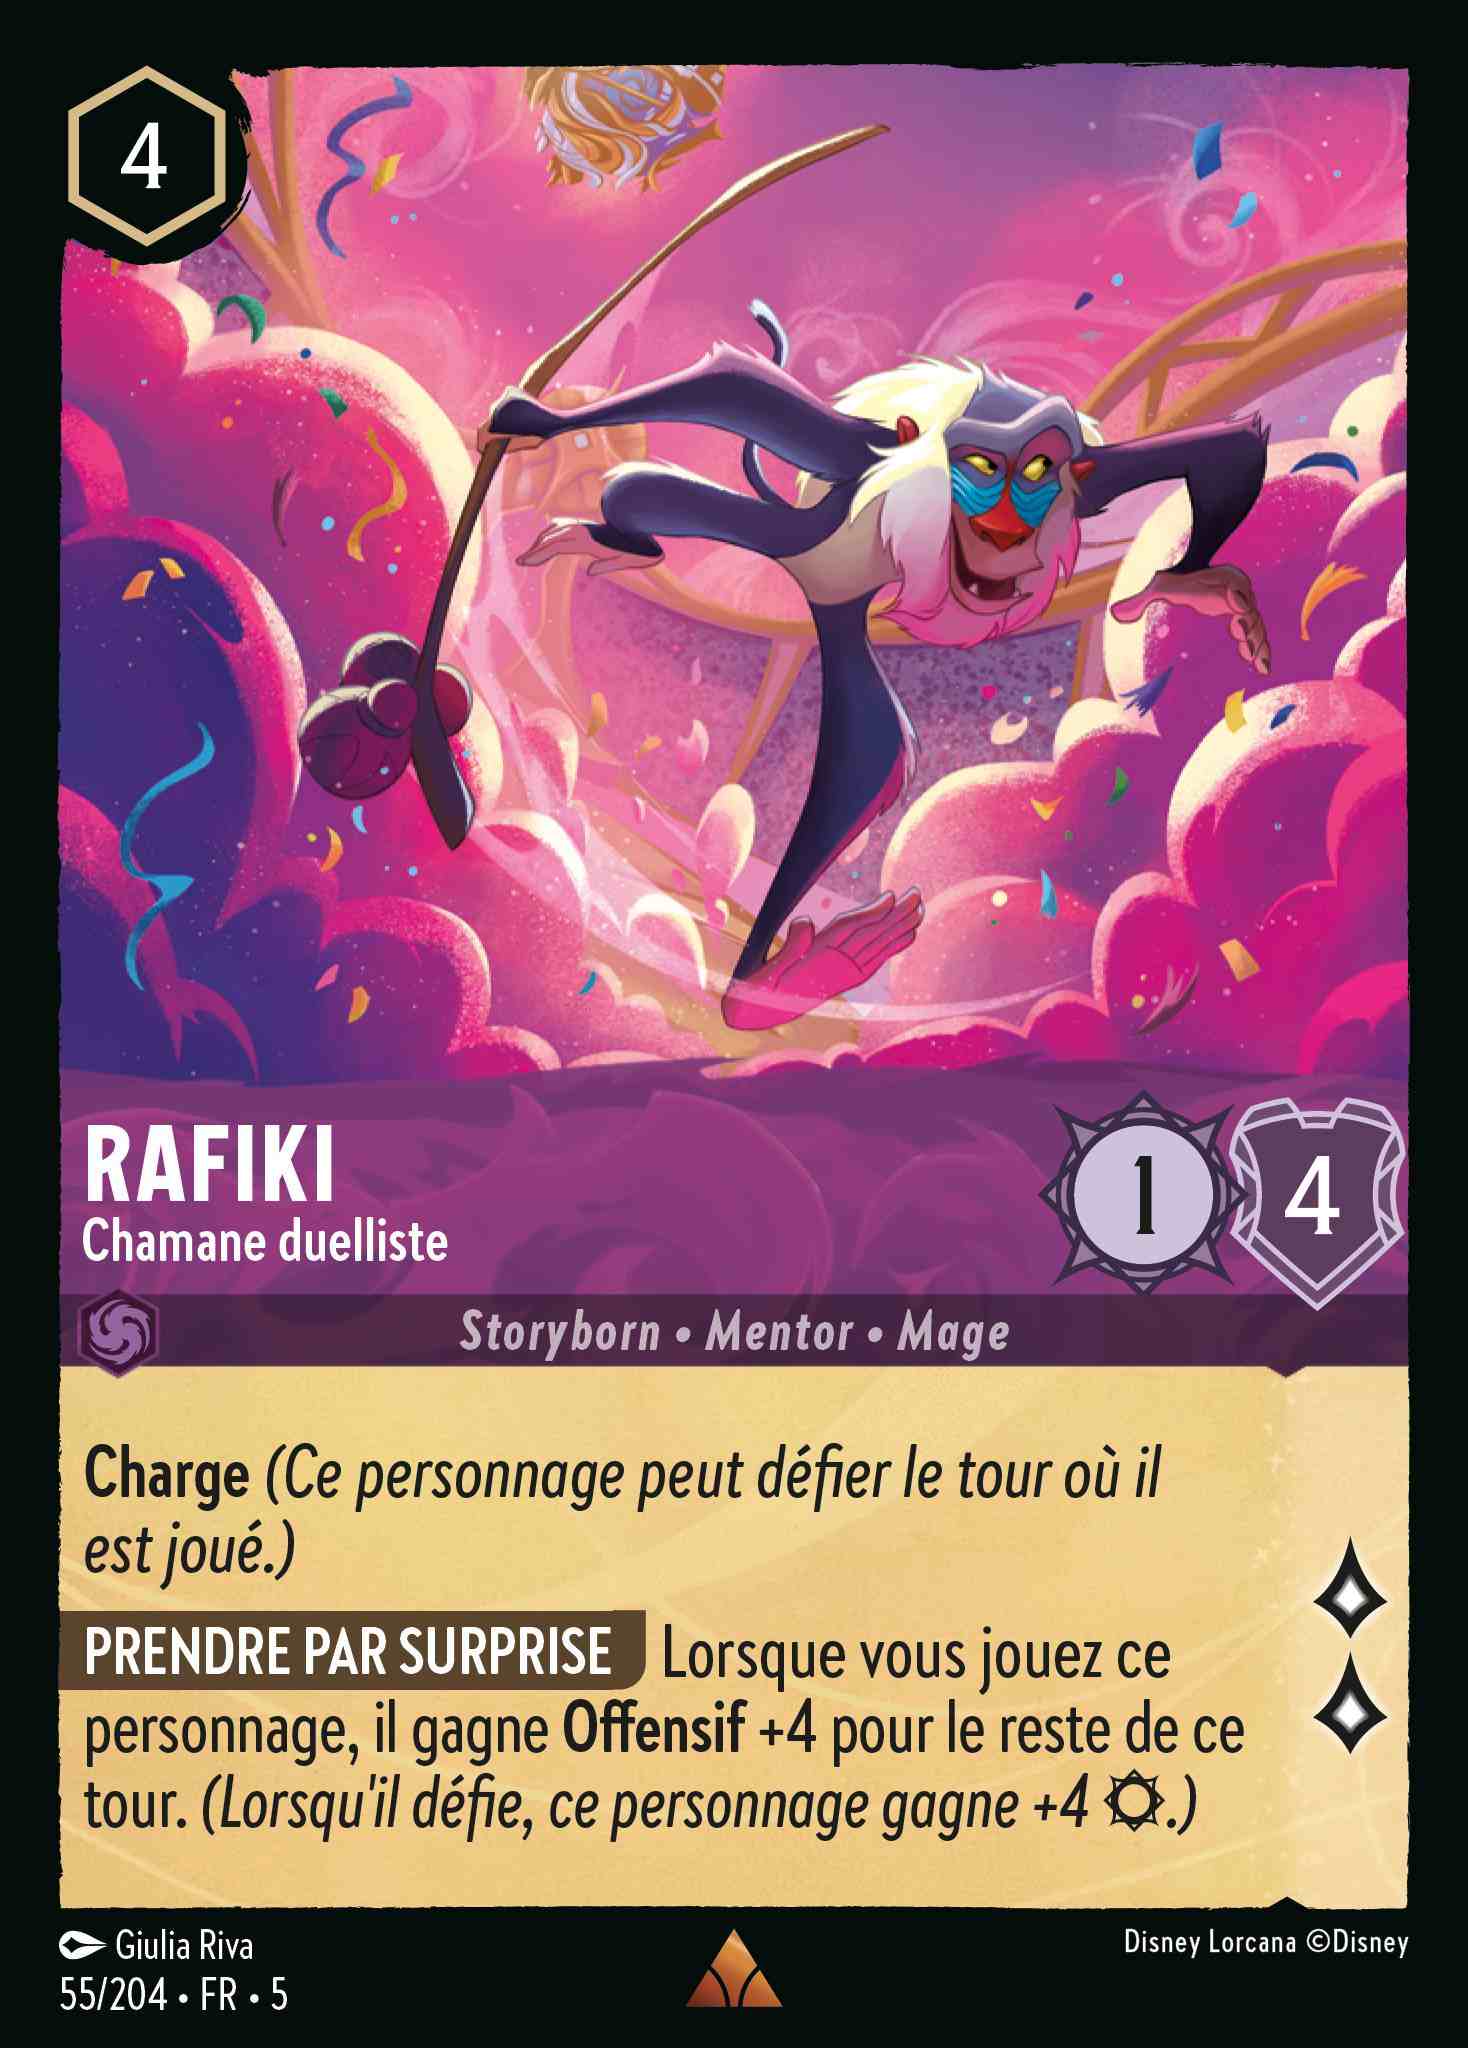 4
RAFIKI
Chamane duelliste
1
4
Storyborn • Mentor • Mage
Charge (Ce personnage peut défier le tour où il
est joué.)
PRENDRE PAR SURPRISE Lorsque vous jouez ce
personnage, il gagne Offensif +4 pour le reste de ce
tour. (Lorsqu'il défie, ce personnage gagne +4 .)
Giulia Riva
Disney Lorcana ©Disney
55/204 • FR • 5